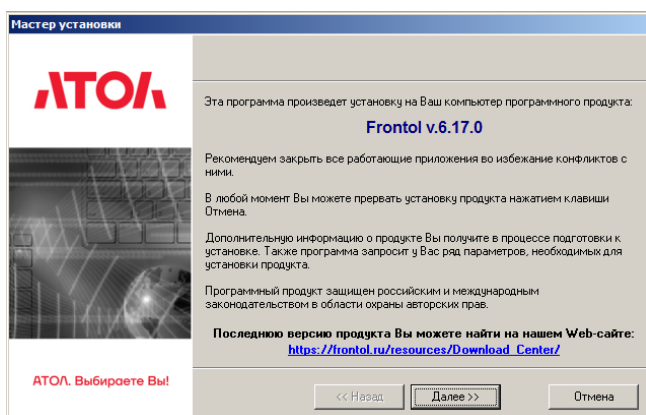 Мастер установки
АТОЛ
Эта программа произведет установку на Ваш компьютер программного продукта:
Frontol v.6.17.0
Рекомендуем закрыть все работающие приложения во избежание конфликтов с
ними.
В любой момент Вы можете прервать установку продукта нажатием клавиши
Отмена.
Дополнительную информацию о продукте Вы получите в процессе подготовки к
установке. Также программа запросит у Вас ряд параметров, необходимых для
установки продукта.
Программный продукт защищен российским и международным
законодательством в области охраны авторских прав.
Последнюю версию продукта Вы можете найти на нашем Web-сайте:
https://frontol.ru/resources/Download_Center/
АТОЛ. Выбираете Вы!
<< Назад Далее >> Отмена